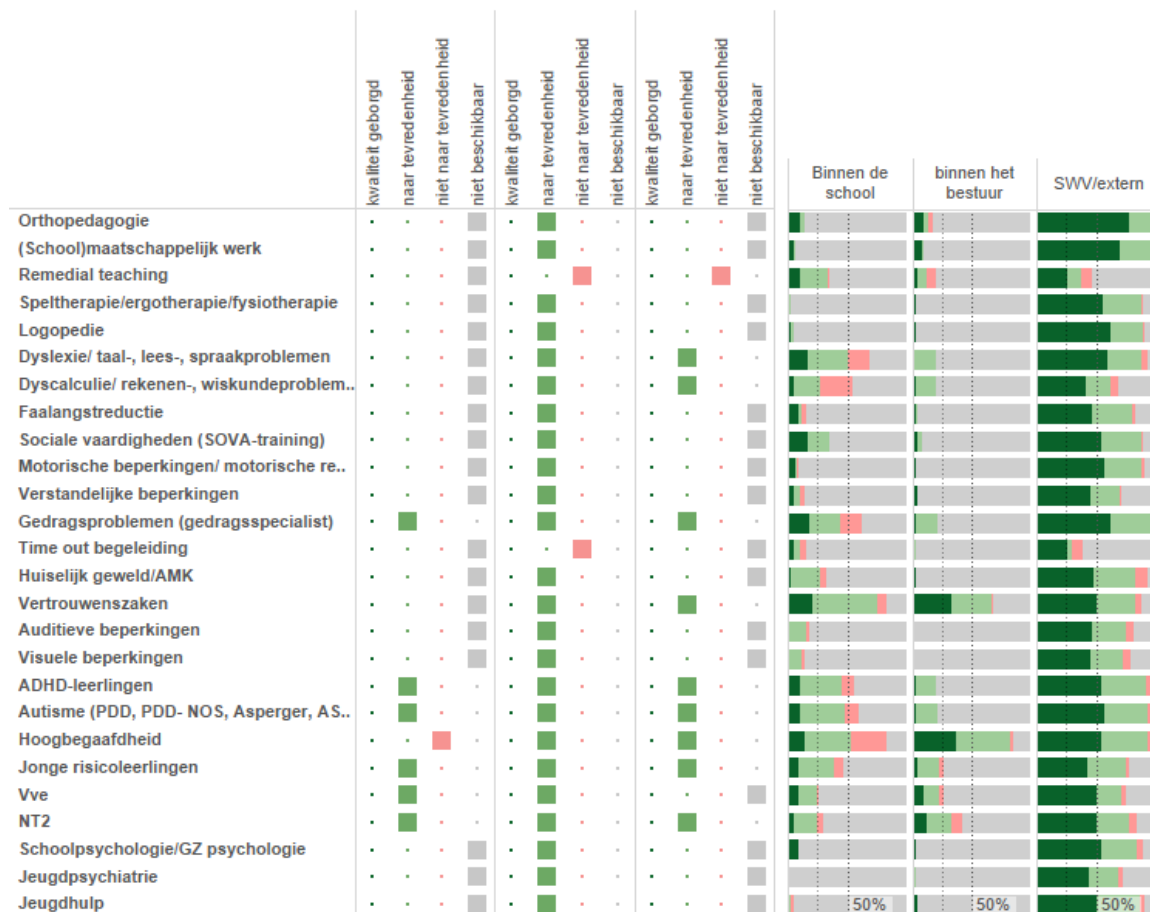 kwaliteit geborgd
naar tevredenheid
niet naar tevredenheid
niet beschikbaar
kwaliteit geborgd
naar tevredenheid
niet naar tevredenheid
niet beschikbaar
kwaliteit geborgd
naar tevredenheid
niet naar tevredenheid
niet beschikbaar
Binnen de
school
binnen het
bestuur
SWV/extern
Orthopedagogie
(School)maatschappelijk werk
Remedial teaching
Speltherapie/ergotherapie/fysiotherapie
Logopedie
Dyslexie/ taal-, lees-, spraakproblemen
Dyscalculie/ rekenen-, wiskundeproblem..
Faalangstreductie
Sociale vaardigheden (SOVA-training)
Motorische beperkingen/ motorische re..
Verstandelijke beperkingen
Gedragsproblemen (gedragsspecialist)
Time out begeleiding
Huiselijk geweld/AMK
Vertrouwenszaken
Auditieve beperkingen
Visuele beperkingen
ADHD-leerlingen
Autisme (PDD, PDD- NOS, Asperger, AS..
Hoogbegaafdheid
Jonge risicoleerlingen
Vve
NT2
Schoolpsychologie/GZ psychologie
Jeugdpsychiatrie
Jeugdhulp 50% 50% 50%